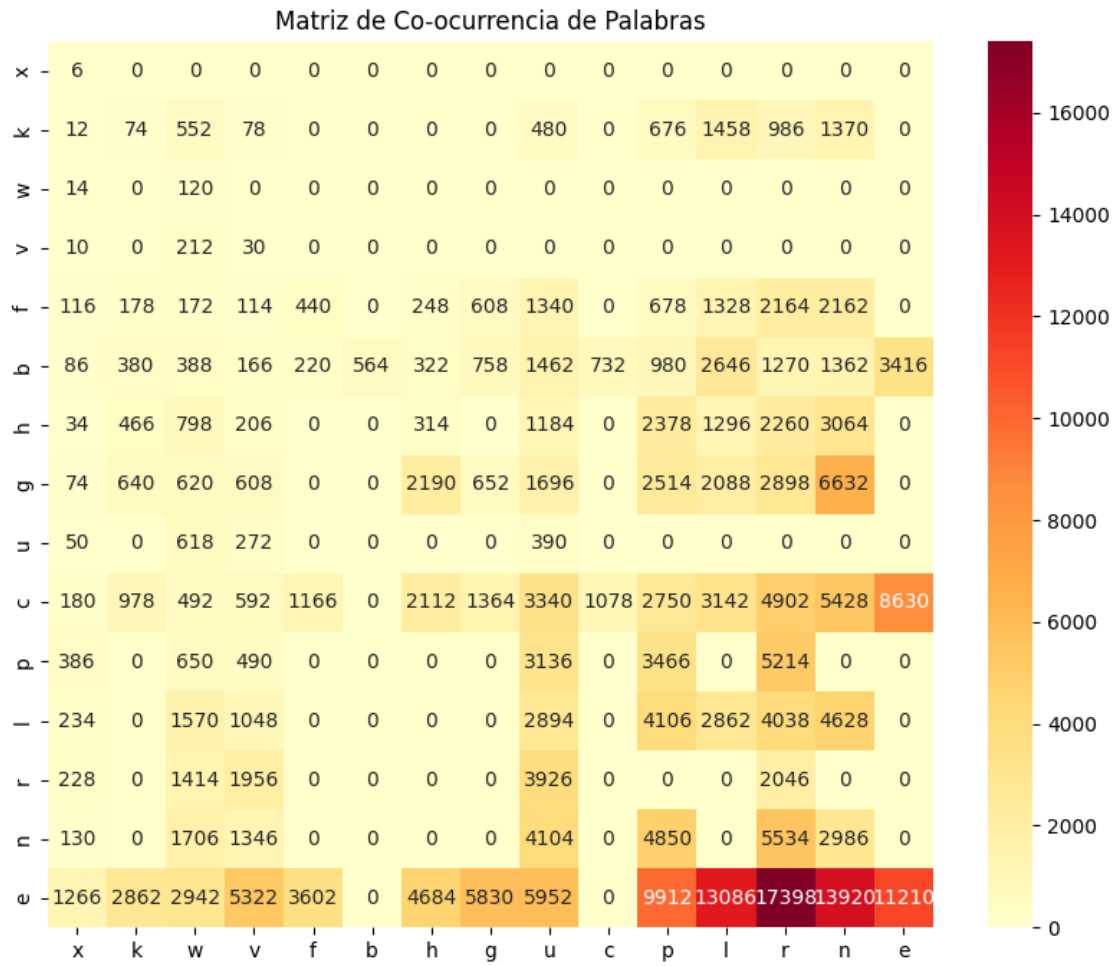 Matriz de Co-ocurrencia de Palabras
x 6 0 0 0 0 0 0 0 0 0 0 0 0 0 0
k 12 74 552 78 0 0 0 0 480 0 676 1458 986 1370 0
w 14 0 120 0 0 0 0 0 0 0 0 0 0 0 0
v 10 0 212 30 0 0 0 0 0 0 0 0 0 0 0
f 116 178 172 114 440 0 248 608 1340 0 678 1328 2164 2162 0
b 86 380 388 166 220 564 322 758 1462 732 980 2646 1270 1362 3416
h 34 466 798 206 0 0 314 0 1184 0 2378 1296 2260 3064 0
g 74 640 620 608 0 0 2190 652 1696 0 2514 2088 2898 6632 0
u 50 0 618 272 0 0 0 0 390 0 0 0 0 0 0
c 180 978 492 592 1166 0 2112 1364 3340 1078 2750 3142 4902 5428 8630
p 386 0 650 490 0 0 0 0 3136 0 3466 0 5214 0 0
l 234 0 1570 1048 0 0 0 0 2894 0 4106 2862 4038 4628 0
r 228 0 1414 1956 0 0 0 0 3926 0 0 0 2046 0 0
n 130 0 1706 1346 0 0 0 0 4104 0 4850 0 5534 2986 0
e 1266 2862 2942 5322 3602 0 4684 5830 5952 0 9912 13086 17398 13920 11210
x k w v f b h g u c p l r n e
16000
14000
12000
10000
8000
6000
4000
2000
0